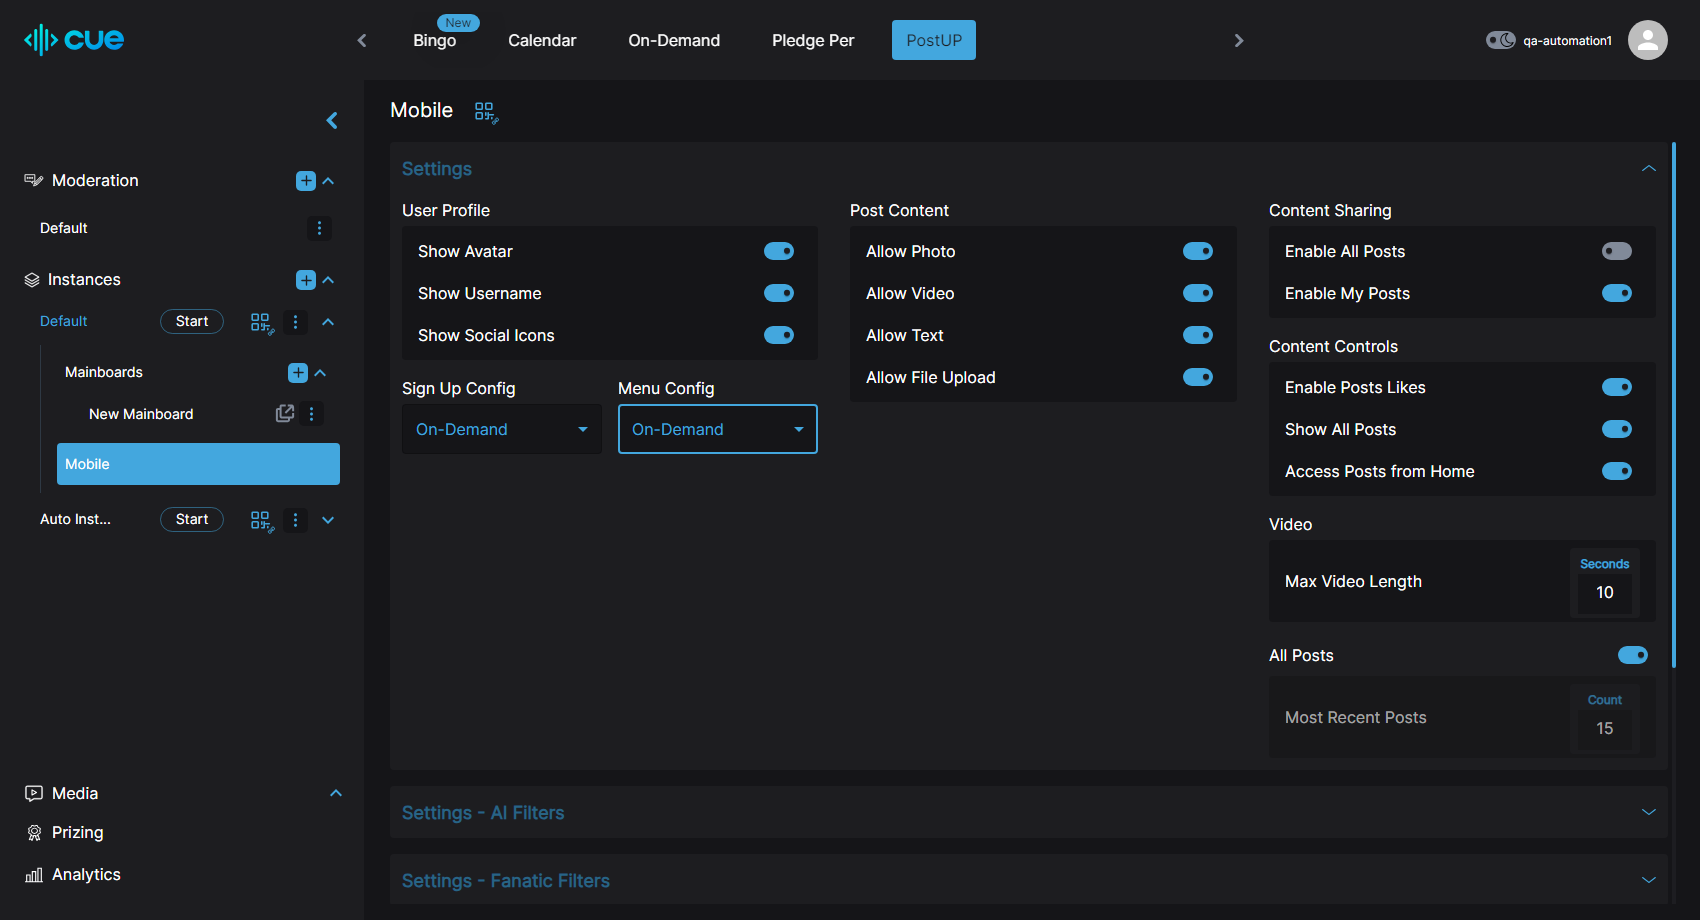 cue
New
Bingo
Calendar
On-Demand
Pledge Per
PostUP
qa-automation1
Moderation
Default
Instances
Default
Start
Mainboards
New Mainboard
Mobile
Auto Inst...
Start
Media
Prizing
Analytics
Mobile
Settings
User Profile
Show Avatar
Show Username
Show Social Icons
Sign Up Config
Menu Config
On-Demand
On-Demand
Post Content
Allow Photo
Allow Video
Allow Text
Allow File Upload
Content Sharing
Enable All Posts
Enable My Posts
Content Controls
Enable Posts Likes
Show All Posts
Access Posts from Home
Video
Max Video Length
Seconds
10
All Posts
Most Recent Posts
Count
15
Settings - AI Filters
Settings - Fanatic Filters